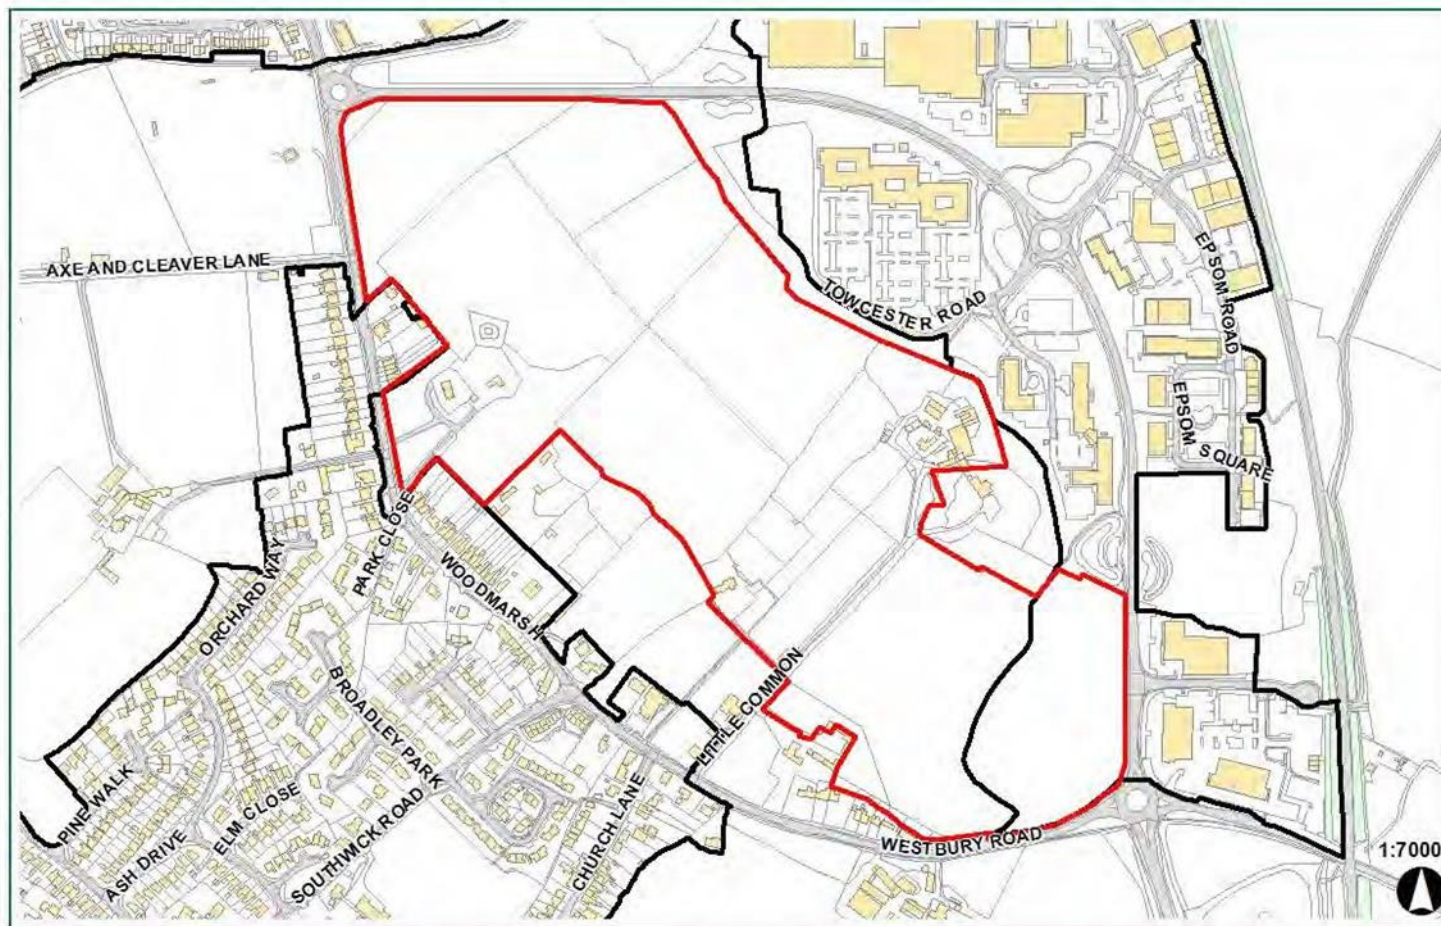 AXE AND CLEAVER LANE
TOWCESTER ROAD
EPSOM ROAD
EPSOM SQUARE
ORCHARD WAY
PARK CLOSE
WOODMARSH
BROADLEY PARK
LITTLE COMMON
PINE WALK
ASH DRIVE
ELM CLOSE
SOUTHWICK ROAD
CHURCH LANE
WESTBURY ROAD
1:7000